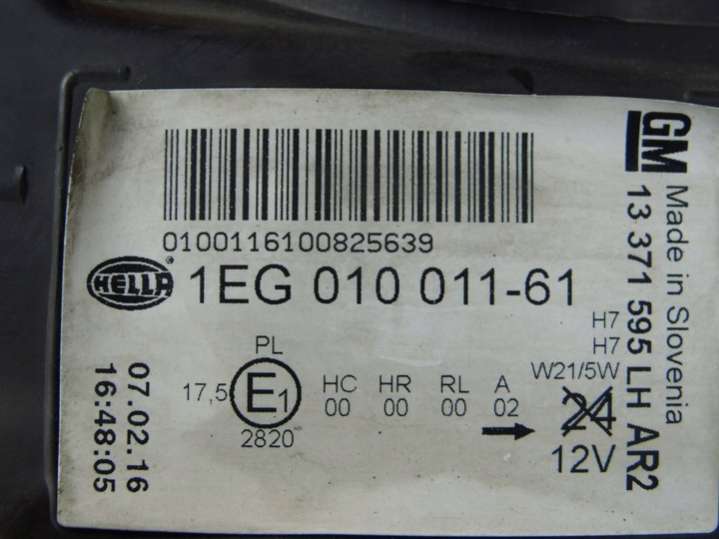 0100116100825639
HELLA
1EG 010 011-61
GM
13 371 595 LH AR2
Made in Slovenia
H7
H7
W21/5W
24
12V
PL
17,5 E1
2820
HC HR RL A
00 00 00 02
07.02.16
16:48:05